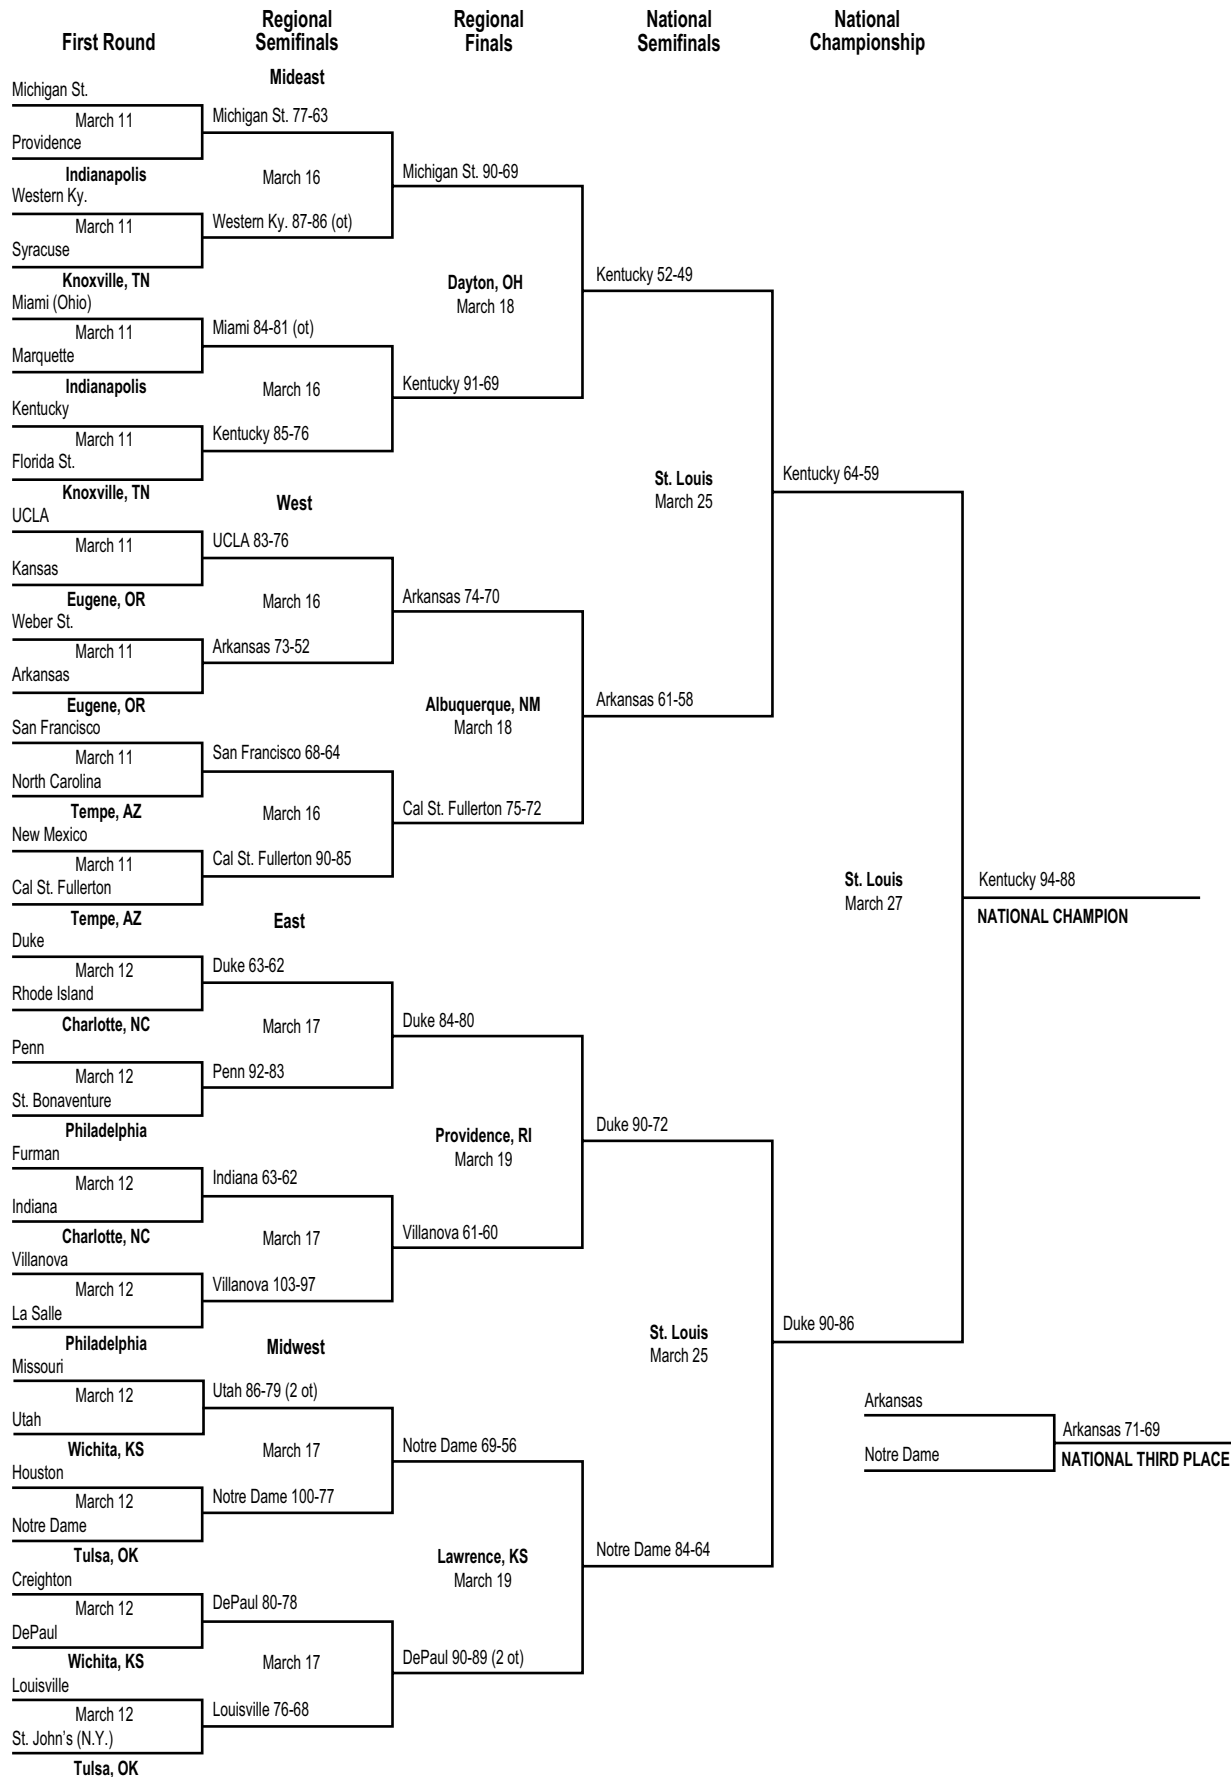 First Round
Regional
Semifinals
Regional
Finals
National
Semifinals
National
Championship
Mideast
Michigan St.
March 11
Providence
Indianapolis
Western Ky.
March 11
Syracuse
Knoxville, TN
Miami (Ohio)
March 11
Marquette
Indianapolis
Kentucky
March 11
Florida St.
Knoxville, TN
UCLA
March 11
Kansas
Eugene, OR
Weber St.
March 11
Arkansas
Eugene, OR
San Francisco
March 11
North Carolina
Tempe, AZ
New Mexico
March 11
Cal St. Fullerton
Tempe, AZ
Duke
March 12
Rhode Island
Charlotte, NC
Penn
March 12
St. Bonaventure
Philadelphia
Furman
March 12
Indiana
Charlotte, NC
Villanova
March 12
La Salle
Philadelphia
Missouri
March 12
Utah
Wichita, KS
Houston
March 12
Notre Dame
Tulsa, OK
Creighton
March 12
DePaul
Wichita, KS
Louisville
March 12
St. John's (N.Y.)
Tulsa, OK
Michigan St. 77-63
March 16
Western Ky. 87-86 (ot)
Miami 84-81 (ot)
March 16
Kentucky 85-76
West
UCLA 83-76
March 16
Arkansas 73-52
San Francisco 68-64
March 16
Cal St. Fullerton 90-85
East
Duke 63-62
March 17
Penn 92-83
Indiana 63-62
March 17
Villanova 103-97
Midwest
Utah 86-79 (2 ot)
March 17
Notre Dame 100-77
DePaul 80-78
March 17
Louisville 76-68
Michigan St. 90-69
Dayton, OH
March 18
Kentucky 91-69
Arkansas 74-70
Albuquerque, NM
March 18
Cal St. Fullerton 75-72
Duke 84-80
Providence, RI
March 19
Villanova 61-60
Notre Dame 69-56
Lawrence, KS
March 19
DePaul 90-89 (2 ot)
Kentucky 52-49
St. Louis
March 25
Arkansas 61-58
Duke 90-72
St. Louis
March 25
Notre Dame 84-64
Kentucky 64-59
St. Louis
March 27
Duke 90-86
Kentucky 94-88
NATIONAL CHAMPION
Arkansas
Notre Dame
Arkansas 71-69
NATIONAL THIRD PLACE